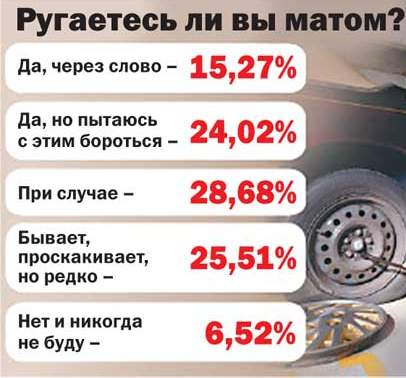 Ругаетесь ли вы матом?
Да, через слово – 15,27%
Да, но пытаюсь
с этим бороться – 24,02%
При случае – 28,68%
Бывает,
проскакивает,
но редко – 25,51%
Нет и никогда
не буду – 6,52%